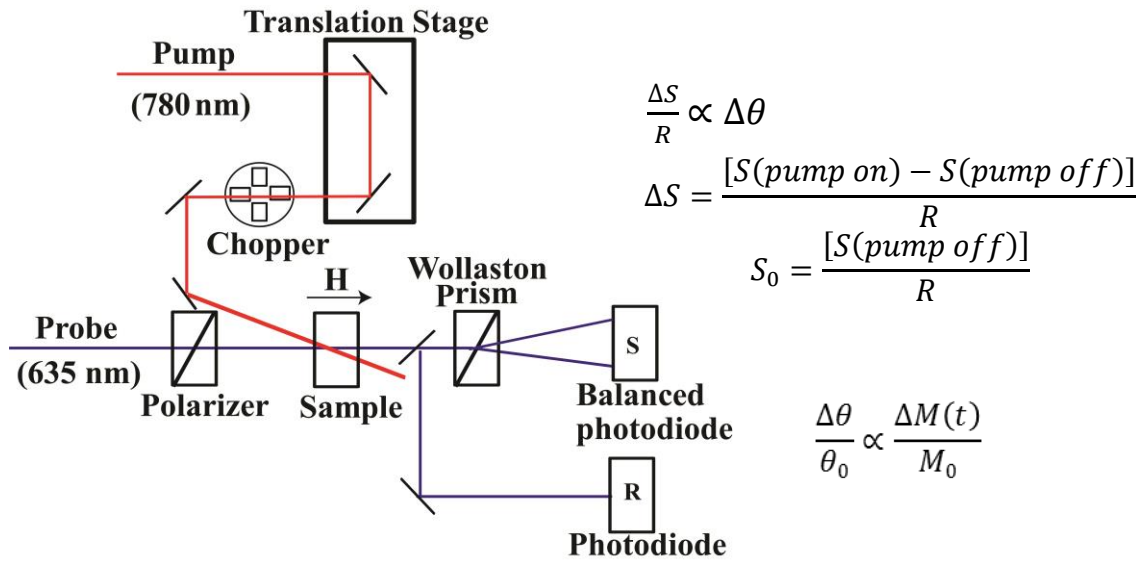 Translation Stage
Pump
(780 nm)
Chopper
H
Wollaston
Prism
Probe
(635 nm)
Polarizer
Sample
S
Balanced
photodiode
R
Photodiode
ΔS/R ∝ Δθ
ΔS = [S(pump on) − S(pump off)]/R
S₀ = [S(pump off)]/R
Δθ/θ₀ ∝ ΔM(t)/M₀